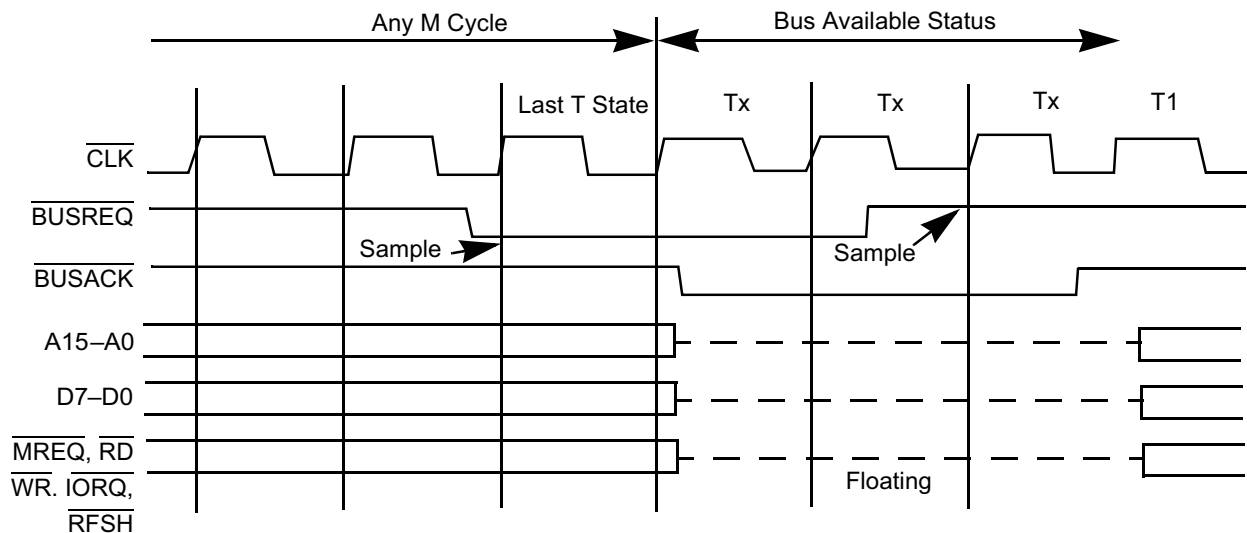 Any M Cycle
Bus Available Status
Last T State
Tx
Tx
Tx
T1
CLK
BUSREQ
Sample
Sample
BUSACK
A15–A0
D7–D0
MREQ, RD
WR. IORQ,
RFSH
Floating